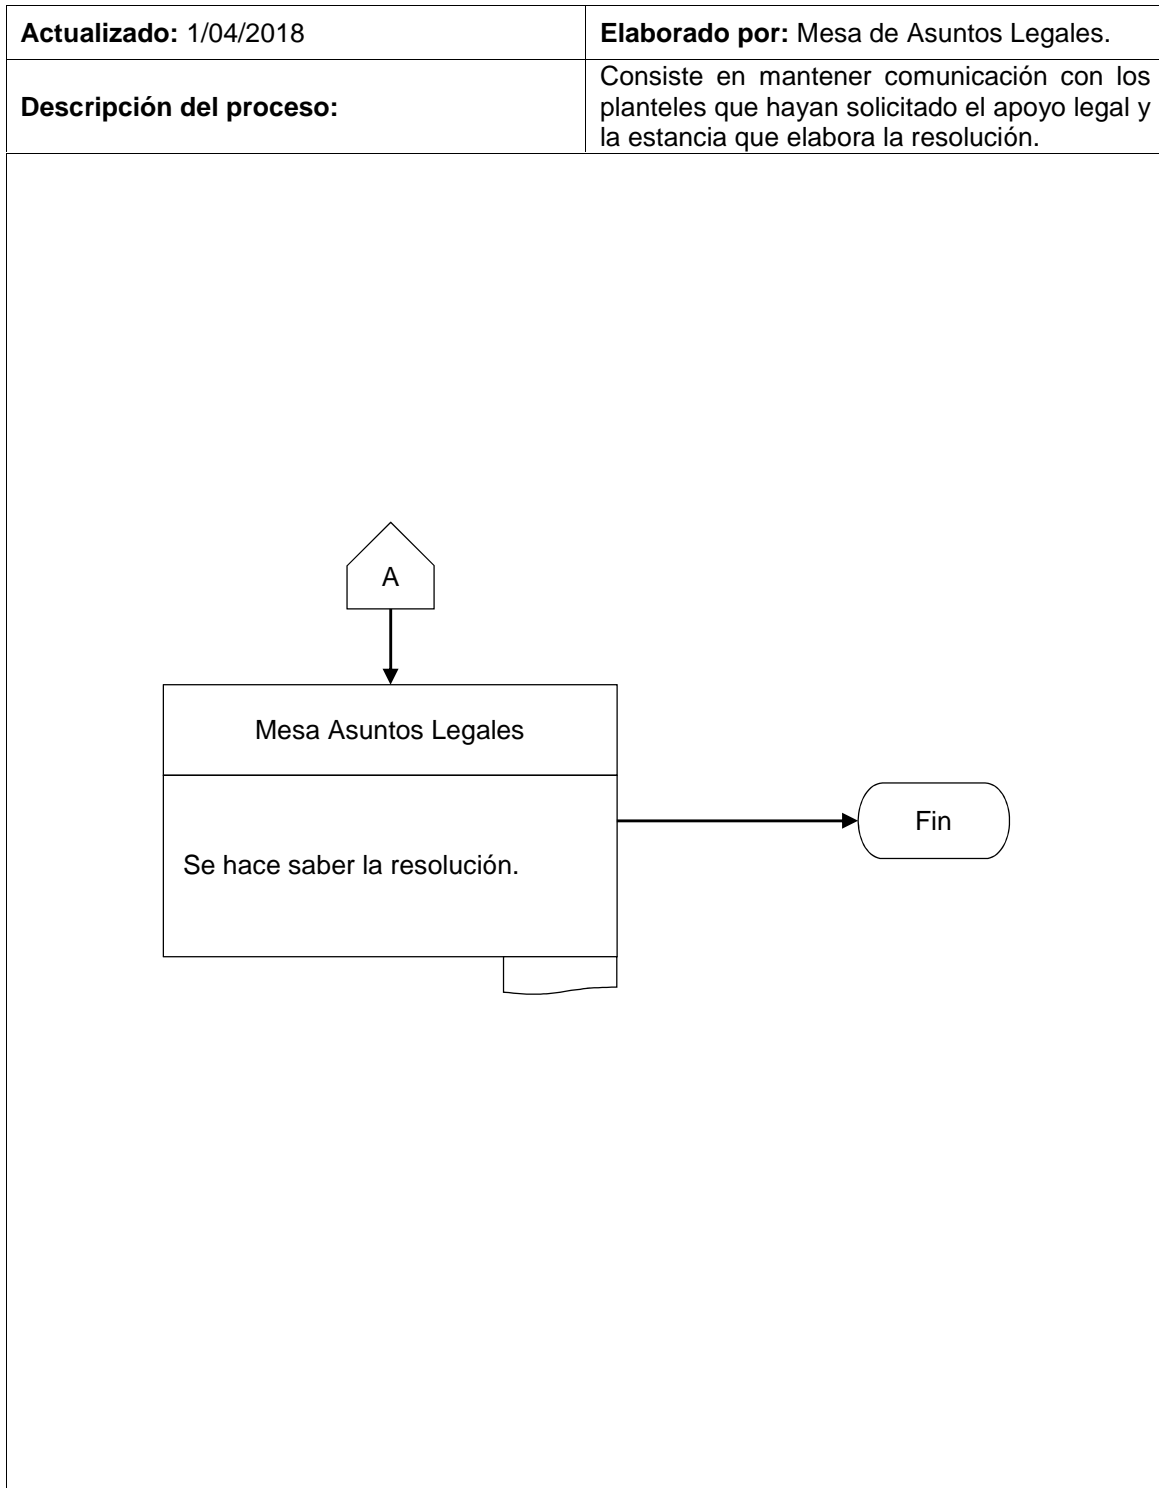 Actualizado: 1/04/2018
Elaborado por: Mesa de Asuntos Legales.
Descripción del proceso:
Consiste en mantener comunicación con los
planteles que hayan solicitado el apoyo legal y
la estancia que elabora la resolución.
A
Mesa Asuntos Legales
Se hace saber la resolución.
Fin